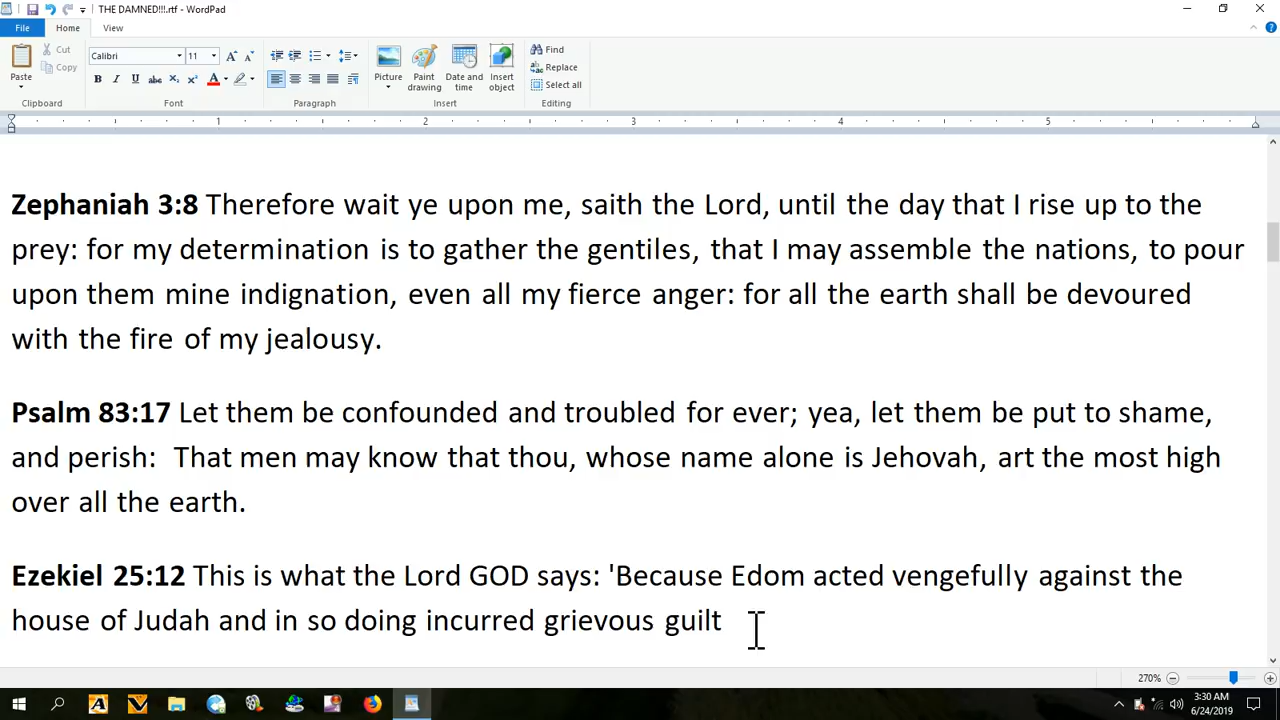 THE DAMNED!!!.rtf - WordPad
File Home View
Paste
Cut
Copy
Clipboard
Calibri 11
Font
Paragraph
Picture
Paint drawing
Date and time
Insert object
Insert
Find
Replace
Select all
Editing
1 2 3 4 5
Zephaniah 3:8 Therefore wait ye upon me, saith the Lord, until the day that I rise up to the
prey: for my determination is to gather the gentiles, that I may assemble the nations, to pour
upon them mine indignation, even all my fierce anger: for all the earth shall be devoured
with the fire of my jealousy.
Psalm 83:17 Let them be confounded and troubled for ever; yea, let them be put to shame,
and perish:  That men may know that thou, whose name alone is Jehovah, art the most high
over all the earth.
Ezekiel 25:12 This is what the Lord GOD says: 'Because Edom acted vengefully against the
house of Judah and in so doing incurred grievous guilt
270%
3:30 AM
6/24/2019